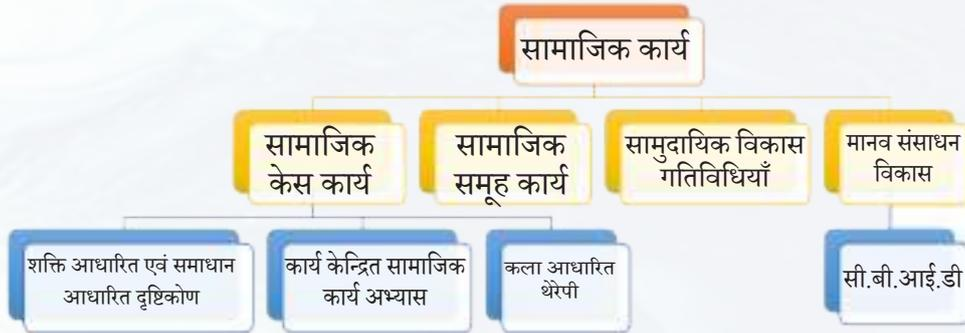 सामाजिक कार्य
सामाजिक
केस कार्य
सामाजिक
समूह कार्य
सामुदायिक विकास
गतिविधियाँ
मानव संसाधन
विकास
शक्ति आधारित एवं समाधान
आधारित दृष्टिकोण
कार्य केन्द्रित सामाजिक
कार्य अभ्यास
कला आधारित
थेरेपी
सी.बी.आई.डी